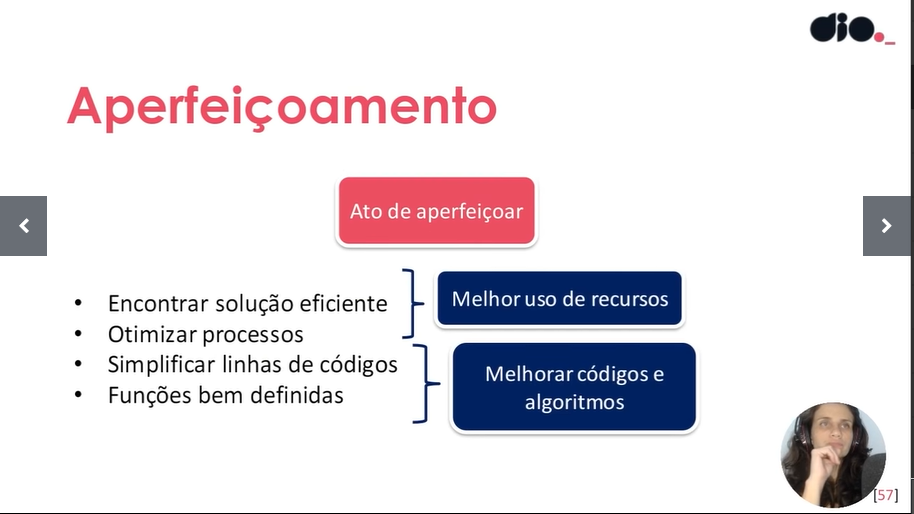 dio._
Aperfeiçoamento
Ato de aperfeiçoar
• Encontrar solução eficiente
• Otimizar processos
• Simplificar linhas de códigos
• Funções bem definidas
Melhor uso de recursos
Melhorar códigos e
algoritmos
[57]